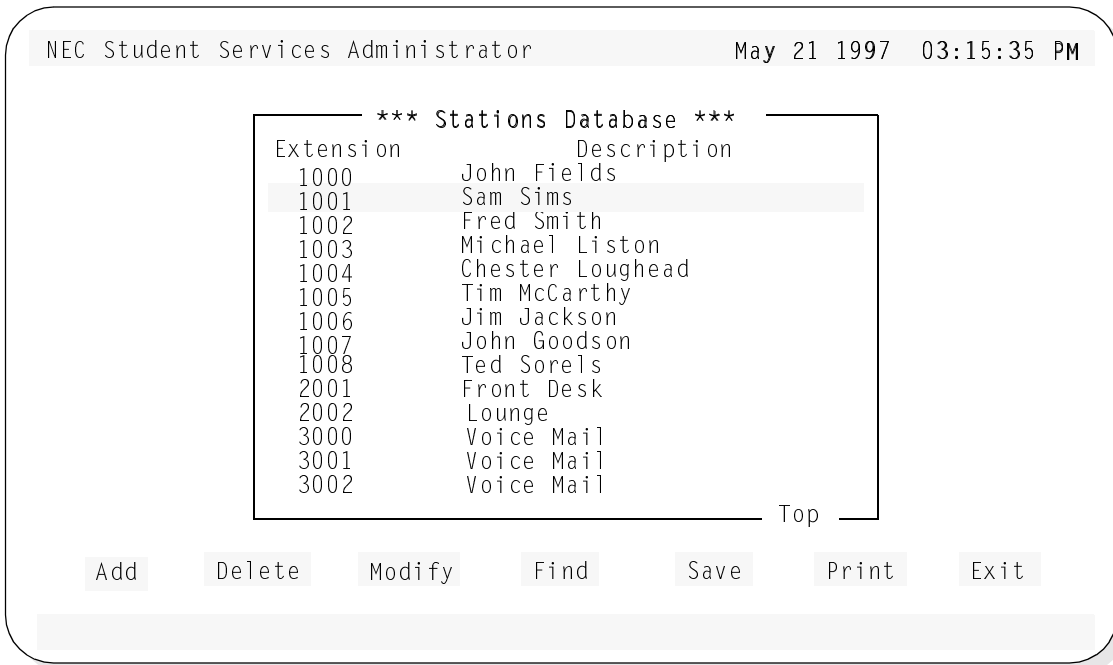 NEC Student Services Administrator May 21 1997 03:15:35 PM
*** Stations Database ***
Extension Description
1000 John Fields
1001 Sam Sims
1002 Fred Smith
1003 Michael Liston
1004 Chester Loughead
1005 Tim McCarthy
1006 Jim Jackson
1007 John Goodson
1008 Ted Sorels
2001 Front Desk
2002 Lounge
3000 Voice Mail
3001 Voice Mail
3002 Voice Mail
Top
Add Delete Modify Find Save Print Exit